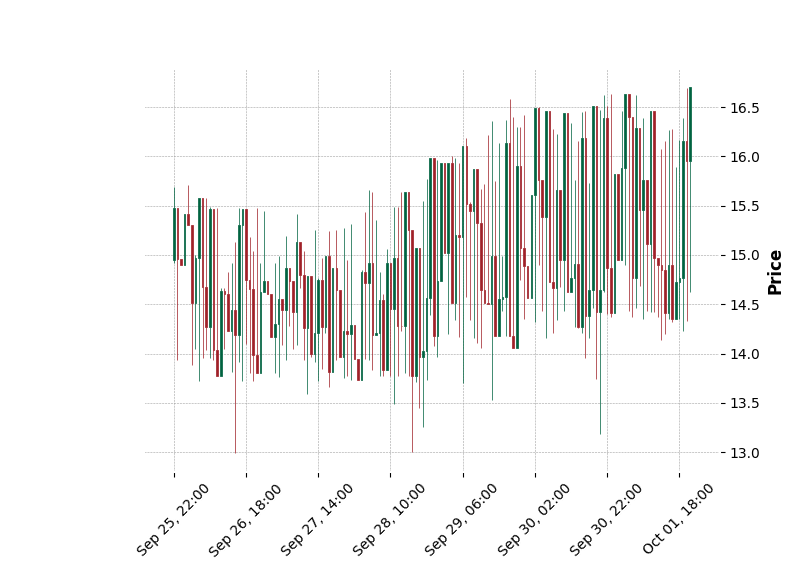 16.5
16.0
15.5
15.0
14.5
14.0
13.5
13.0
Price
Sep 25, 22:00
Sep 26, 18:00
Sep 27, 14:00
Sep 28, 10:00
Sep 29, 06:00
Sep 30, 02:00
Sep 30, 22:00
Oct 01, 18:00